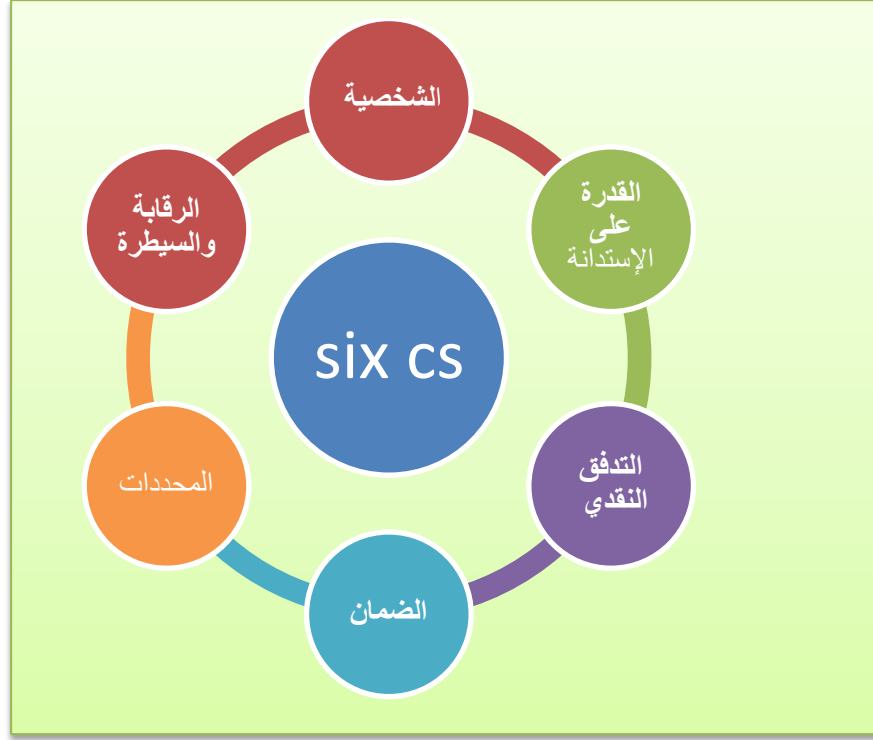 الشخصية
القدرة
على
الإستدانة
التدفق
النقدي
الضمان
المحددات
الرقابة
والسيطرة
six cs